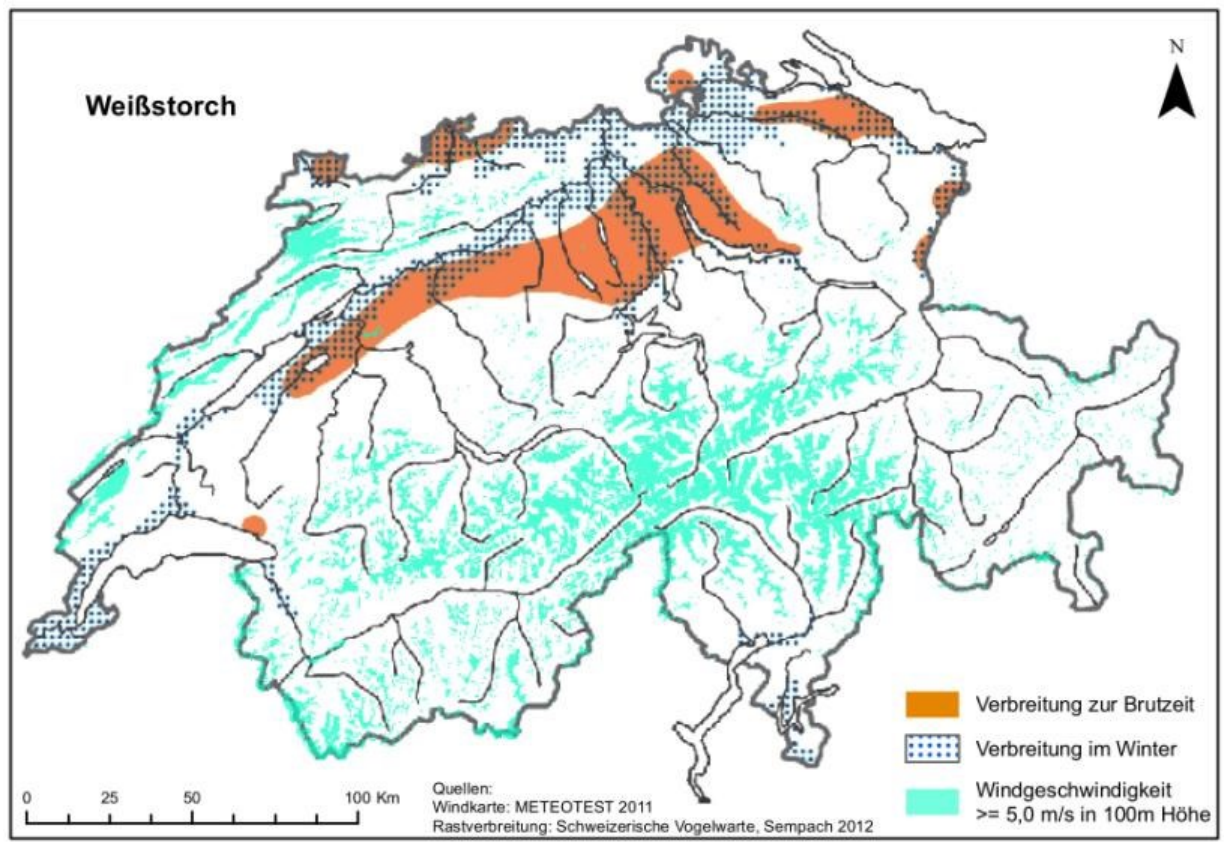 N
Weißstorch
Verbreitung zur Brutzeit
Verbreitung im Winter
Windgeschwindigkeit
>= 5,0 m/s in 100m Höhe
0 25 50 100 Km
Quellen:
Windkarte: METEOTEST 2011
Rastverbreitung: Schweizerische Vogelwarte, Sempach 2012